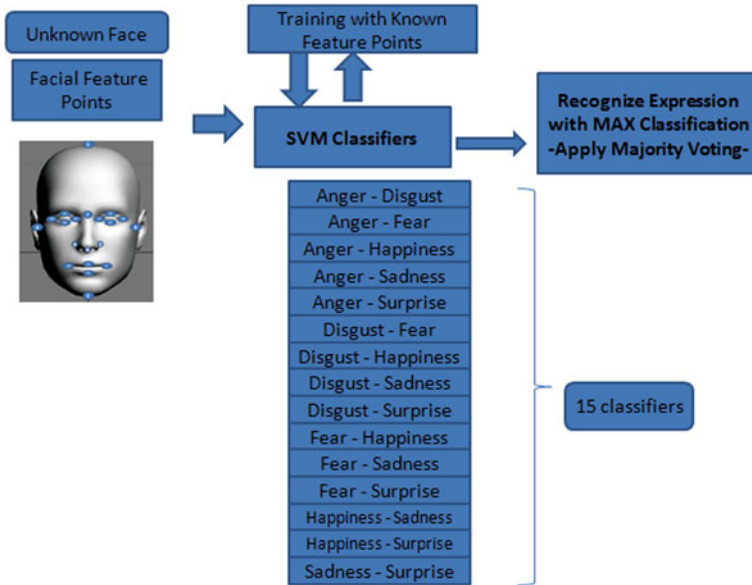 Unknown Face
Facial Feature
Points
Training with Known
Feature Points
SVM Classifiers
Recognize Expression
with MAX Classification
-Apply Majority Voting-
Anger - Disgust
Anger - Fear
Anger - Happiness
Anger - Sadness
Anger - Surprise
Disgust - Fear
Disgust - Happiness
Disgust - Sadness
Disgust - Surprise
Fear - Happiness
Fear - Sadness
Fear - Surprise
Happiness - Sadness
Happiness - Surprise
Sadness - Surprise
15 classifiers